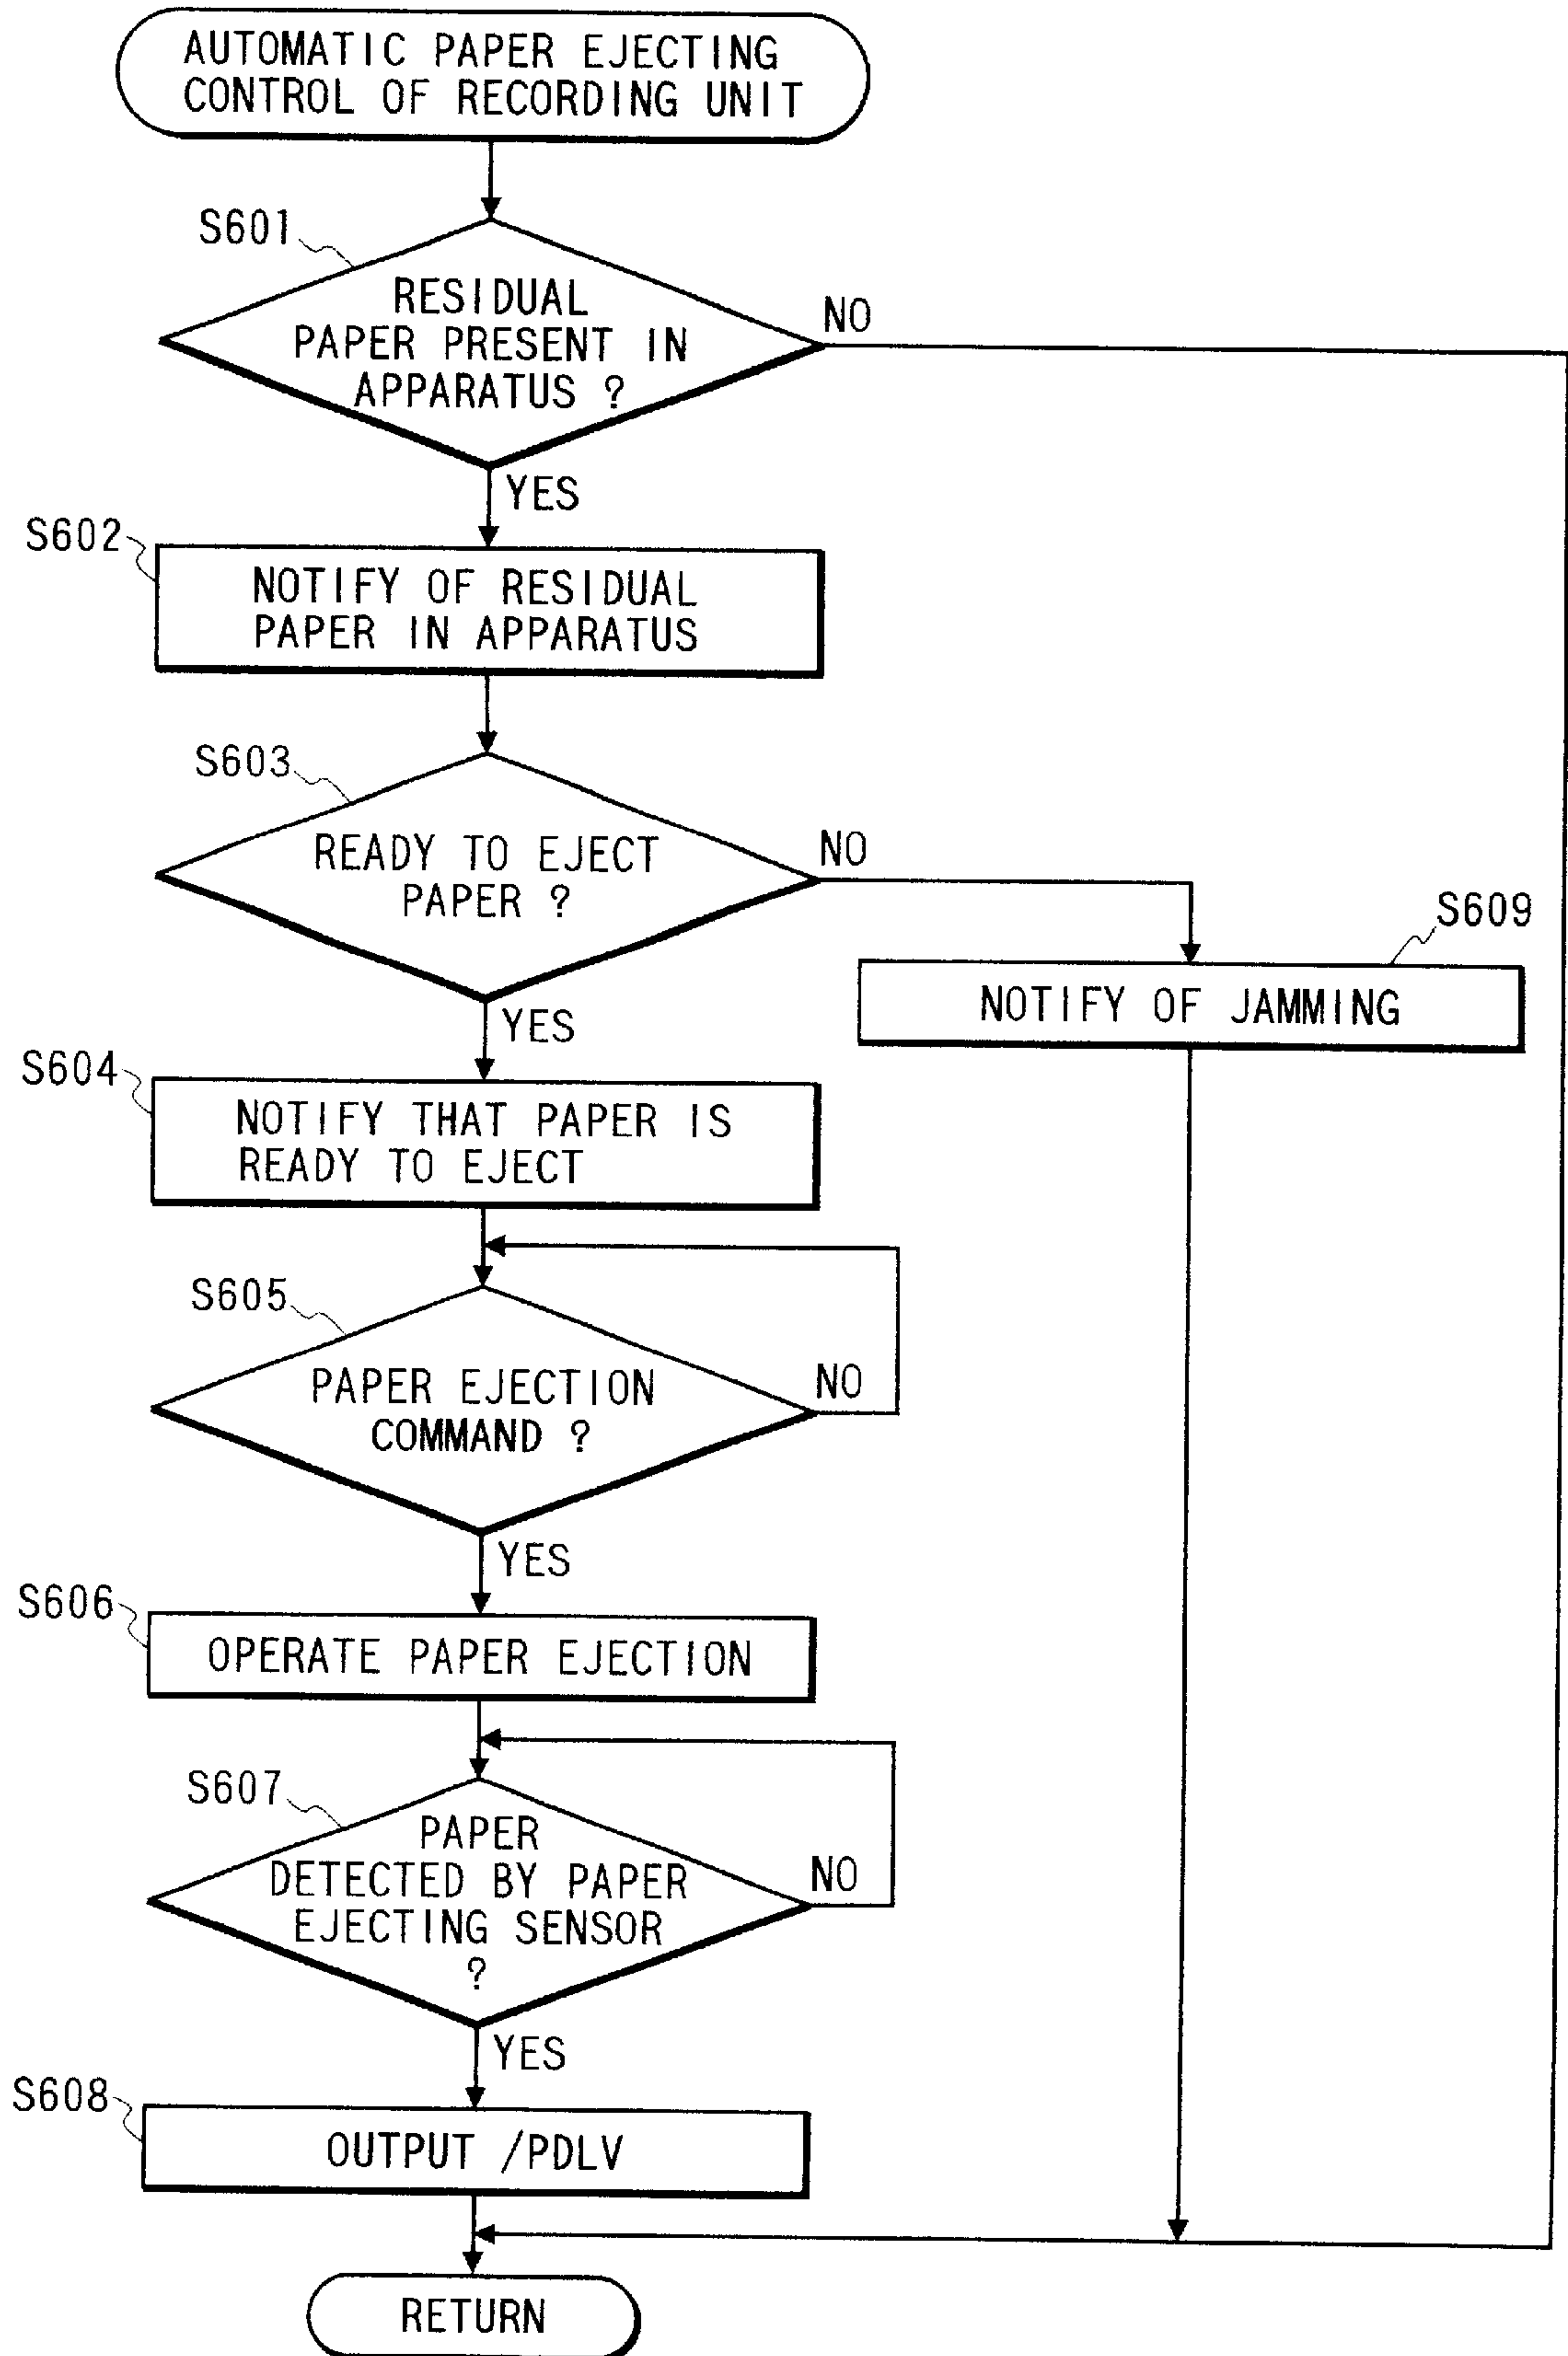 AUTOMATIC PAPER EJECTING
CONTROL OF RECORDING UNIT
S601
RESIDUAL
PAPER PRESENT IN
APPARATUS ?
NO
YES
S602
NOTIFY OF RESIDUAL
PAPER IN APPARATUS
S603
READY TO EJECT
PAPER ?
NO
YES
S609
NOTIFY OF JAMMING
S604
NOTIFY THAT PAPER IS
READY TO EJECT
S605
PAPER EJECTION
COMMAND ?
NO
YES
S606
OPERATE PAPER EJECTION
S607
PAPER
DETECTED BY PAPER
EJECTING SENSOR
?
NO
YES
S608
OUTPUT /PDLV
RETURN